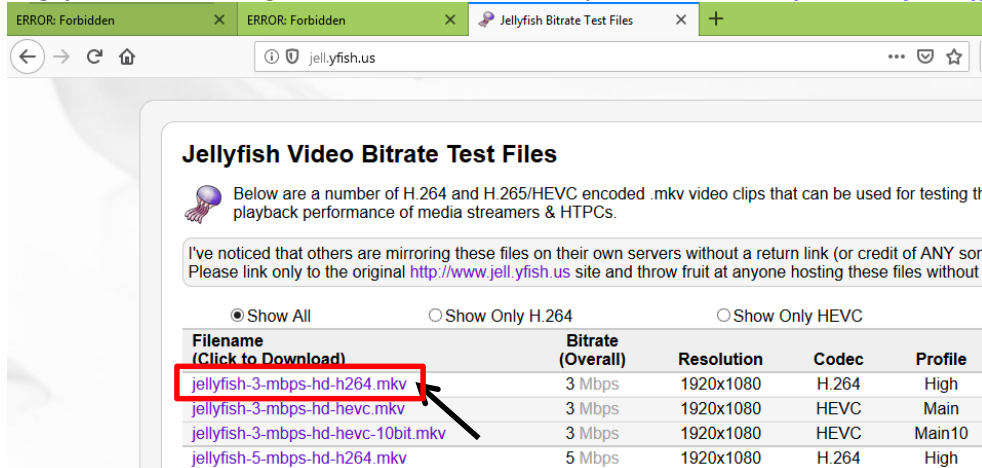 ERROR: Forbidden
ERROR: Forbidden
Jellyfish Bitrate Test Files
jell.yfish.us
Jellyfish Video Bitrate Test Files
Below are a number of H.264 and H.265/HEVC encoded .mkv video clips that can be used for testing
playback performance of media streamers & HTPCs.
I've noticed that others are mirroring these files on their own servers without a return link (or credit of ANY
Please link only to the original http://www.jell.yfish.us site and throw fruit at anyone hosting these files without
Show All Show Only H.264 Show Only HEVC
Filename Bitrate
(Click to Download) (Overall) Resolution Codec Profile
jellyfish-3-mbps-hd-h264.mkv 3 Mbps 1920x1080 H.264 High
jellyfish-3-mbps-hd-hevc.mkv 3 Mbps 1920x1080 HEVC Main
jellyfish-3-mbps-hd-hevc-10bit.mkv 3 Mbps 1920x1080 HEVC Main10
jellyfish-5-mbps-hd-h264.mkv 5 Mbps 1920x1080 H.264 High